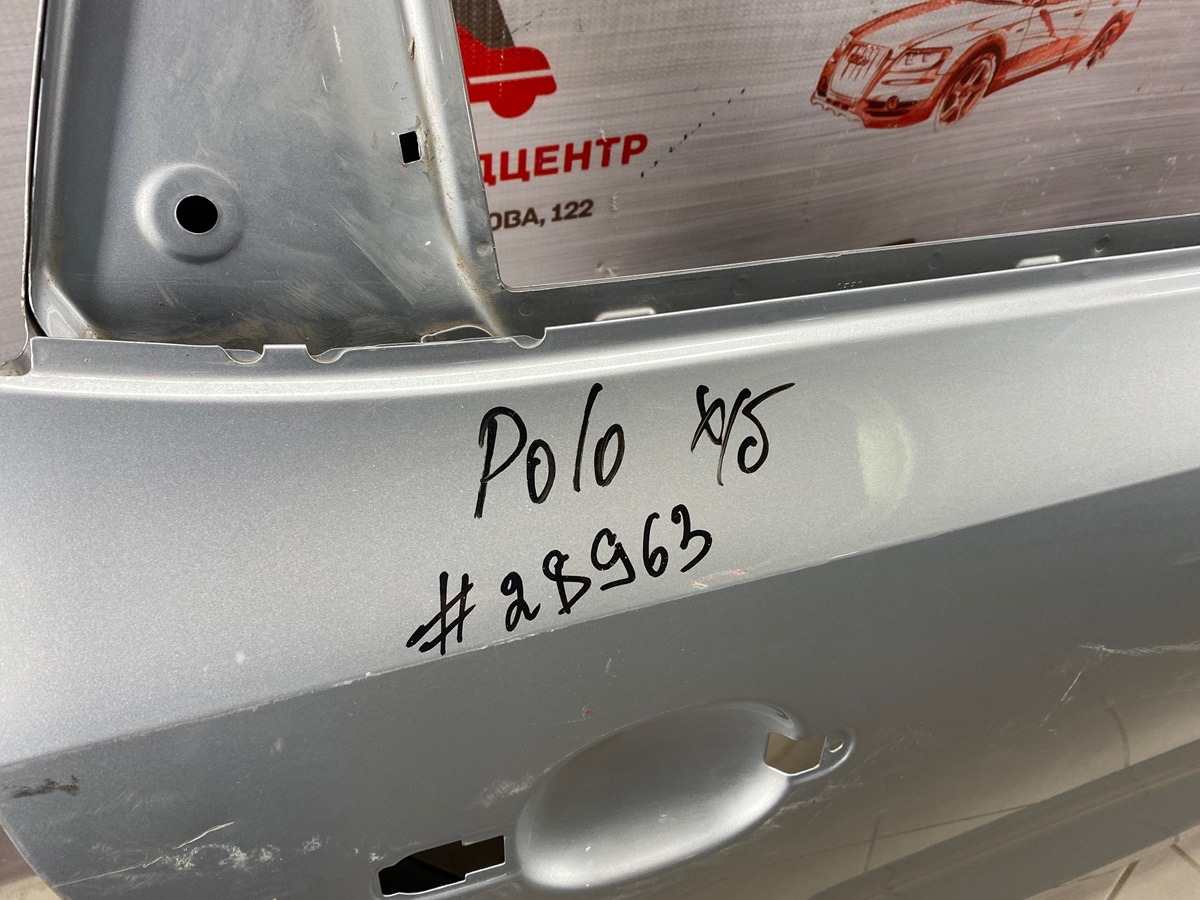 ДЦЕНТР
ОВА, 122
Polo х/б
#28963